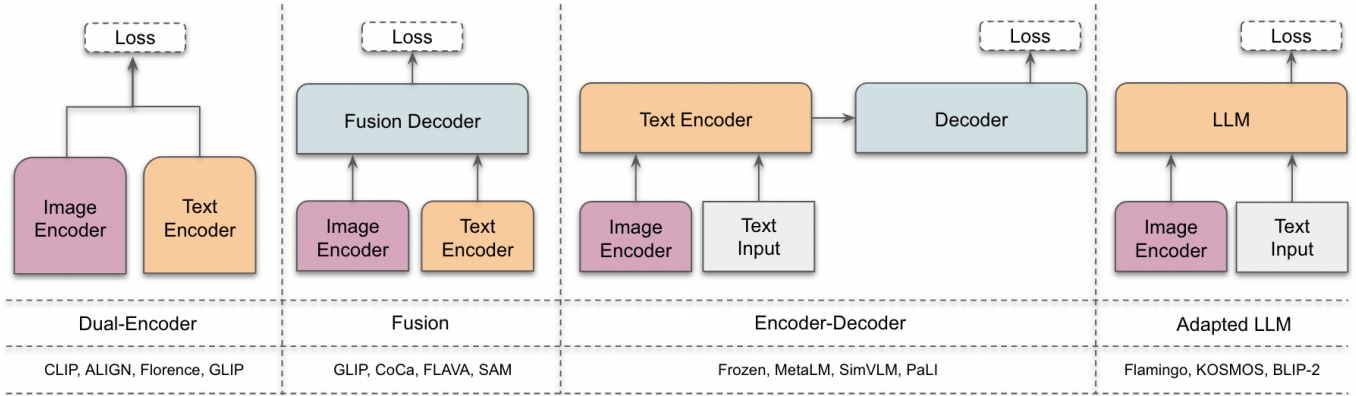 Loss
Image
Encoder
Text
Encoder
Dual-Encoder
CLIP, ALIGN, Florence, GLIP
Loss
Fusion Decoder
Image
Encoder
Text
Encoder
Fusion
GLIP, CoCa, FLAVA, SAM
Loss
Text Encoder
Decoder
Image
Encoder
Text
Input
Encoder-Decoder
Frozen, MetaLM, SimVLM, PaLI
Loss
LLM
Image
Encoder
Text
Input
Adapted LLM
Flamingo, KOSMOS, BLIP-2